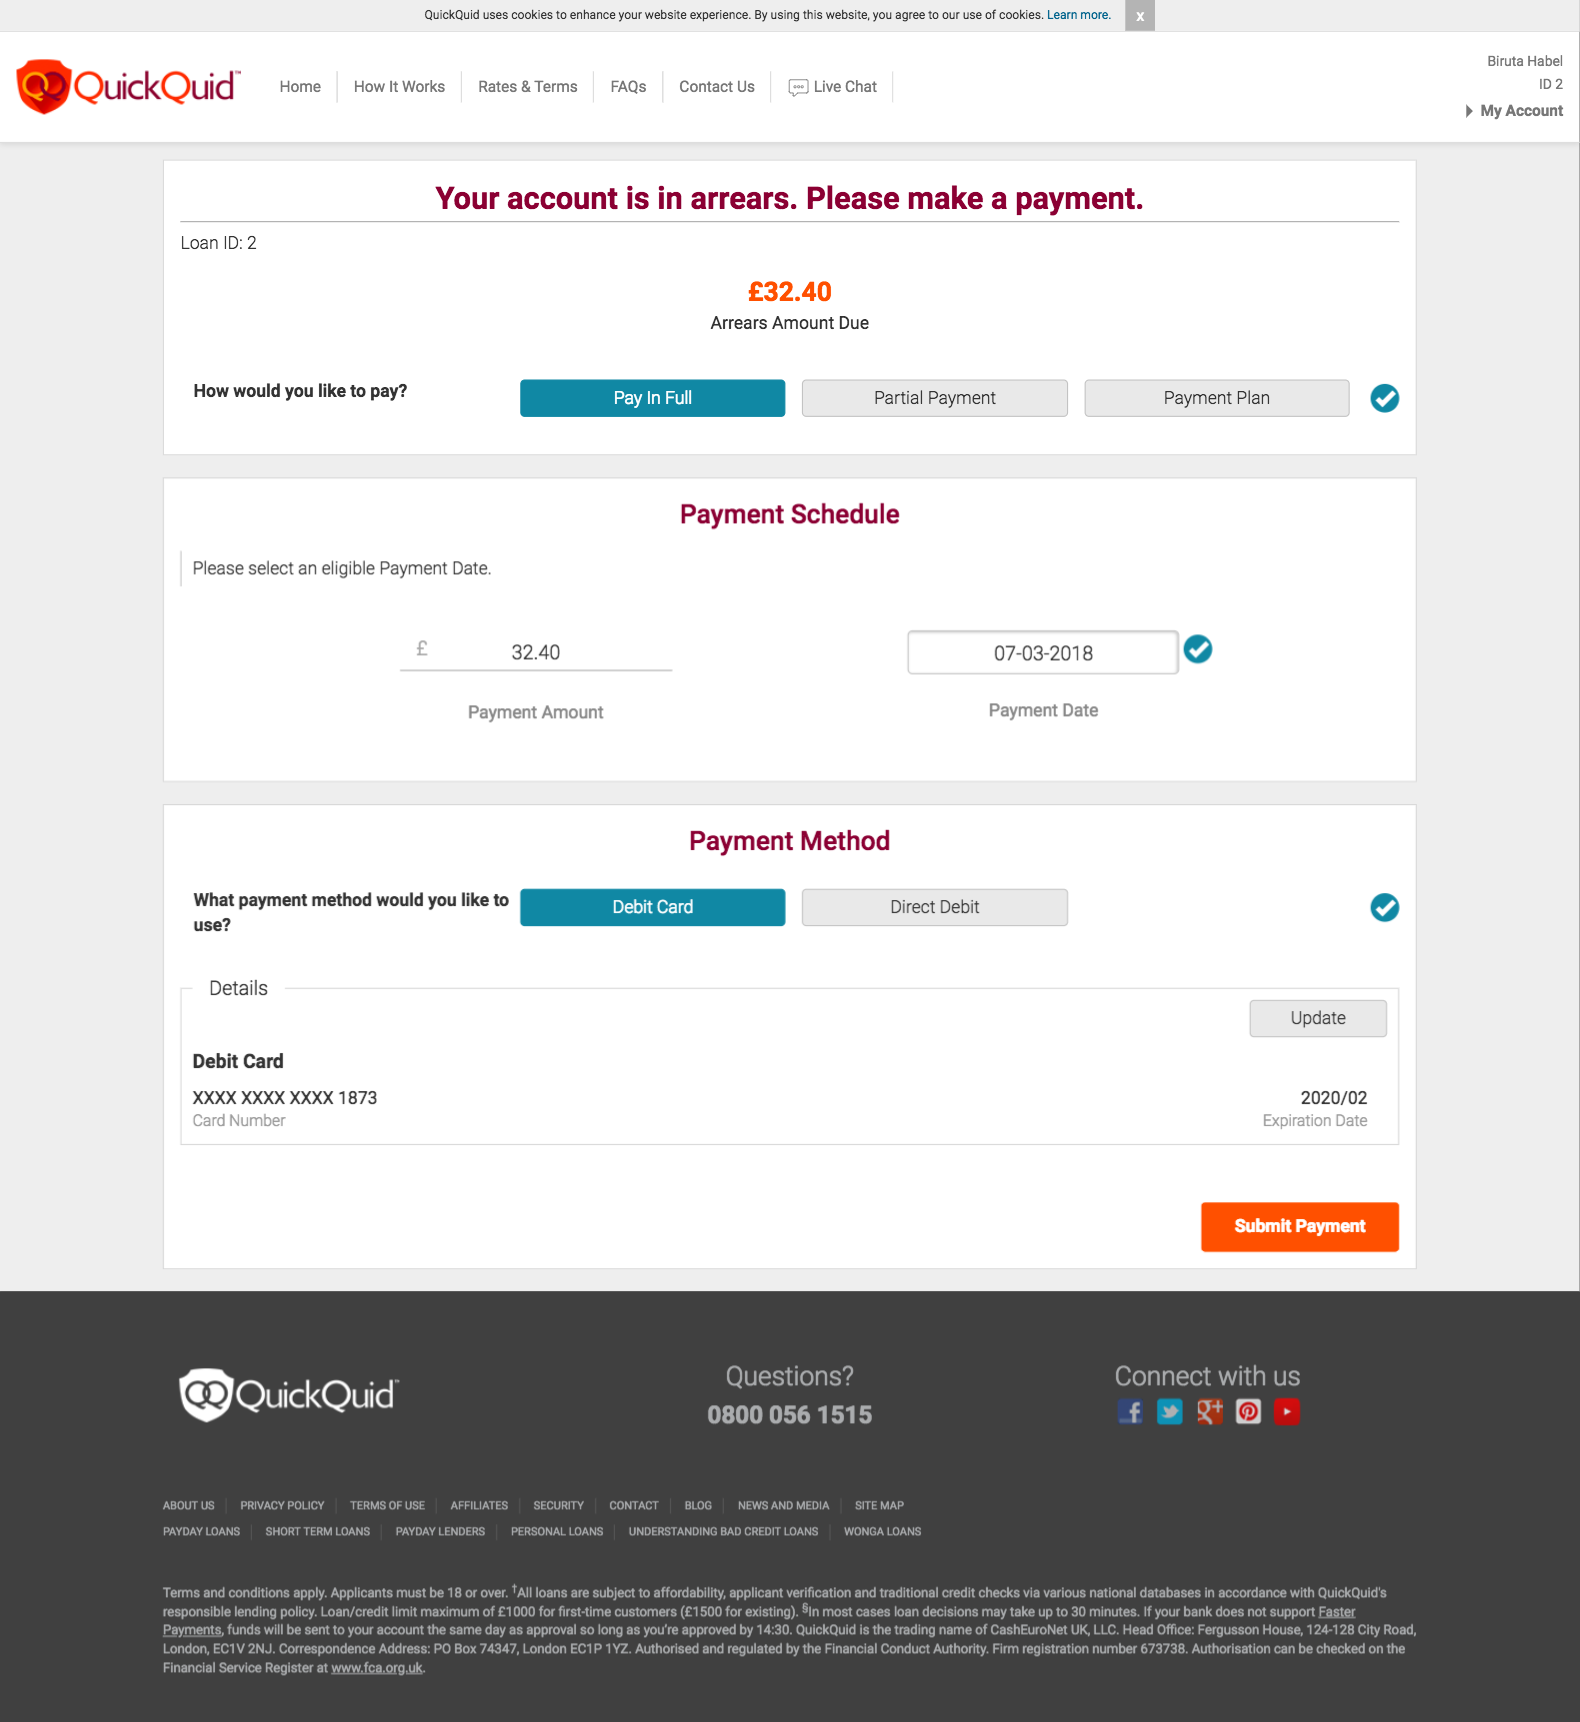 QuickQuid uses cookies to enhance your website experience. By using this website, you agree to our use of cookies. Learn more. x
QuickQuid™
Home
How It Works
Rates & Terms
FAQs
Contact Us
Live Chat
Biruta Habel
ID 2
My Account
Your account is in arrears. Please make a payment.
Loan ID: 2
£32.40
Arrears Amount Due
How would you like to pay?
Pay In Full
Partial Payment
Payment Plan
Payment Schedule
Please select an eligible Payment Date.
£ 32.40
07-03-2018
Payment Amount
Payment Date
Payment Method
What payment method would you like to
use?
Debit Card
Direct Debit
Details
Update
Debit Card
XXXX XXXX XXXX 1873
2020/02
Card Number
Expiration Date
Submit Payment
QuickQuid™
Questions?
0800 056 1515
Connect with us
ABOUT US
PRIVACY POLICY
TERMS OF USE
AFFILIATES
SECURITY
CONTACT
BLOG
NEWS AND MEDIA
SITE MAP
PAYDAY LOANS
SHORT TERM LOANS
PAYDAY LENDERS
PERSONAL LOANS
UNDERSTANDING BAD CREDIT LOANS
WONGA LOANS
Terms and conditions apply. Applicants must be 18 or over. †All loans are subject to affordability, applicant verification and traditional credit checks via various national databases in accordance with QuickQuid's
responsible lending policy. Loan/credit limit maximum of £1000 for first-time customers (£1500 for existing). §In most cases loan decisions may take up to 30 minutes. If your bank does not support Faster
Payments, funds will be sent to your account the same day as approval so long as you're approved by 14:30. QuickQuid is the trading name of CashEuroNet UK, LLC. Head Office: Fergusson House, 124-128 City Road,
London, EC1V 2NJ. Correspondence Address: PO Box 74347, London EC1P 1YZ. Authorised and regulated by the Financial Conduct Authority. Firm registration number 673738. Authorisation can be checked on the
Financial Service Register at www.fca.org.uk.